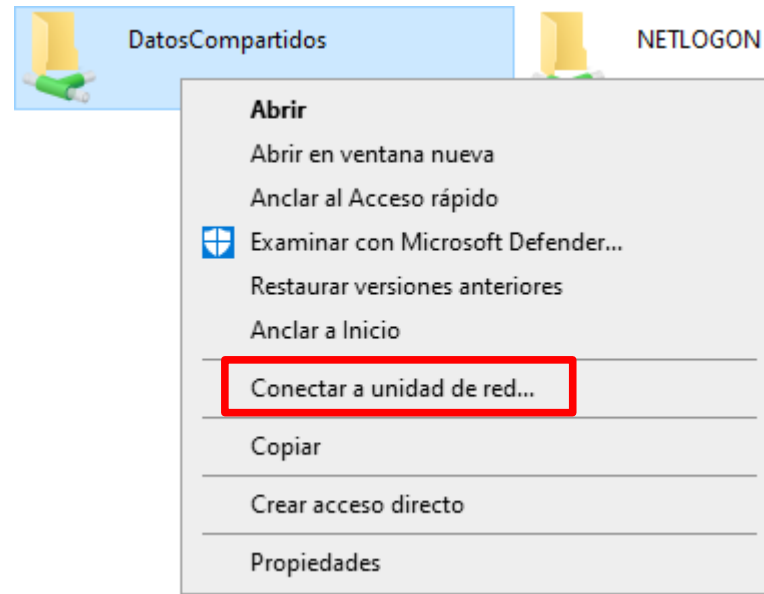 DatosCompartidos
NETLOGON
Abrir
Abrir en ventana nueva
Anclar al Acceso rápido
Examinar con Microsoft Defender...
Restaurar versiones anteriores
Anclar a Inicio
Conectar a unidad de red...
Copiar
Crear acceso directo
Propiedades